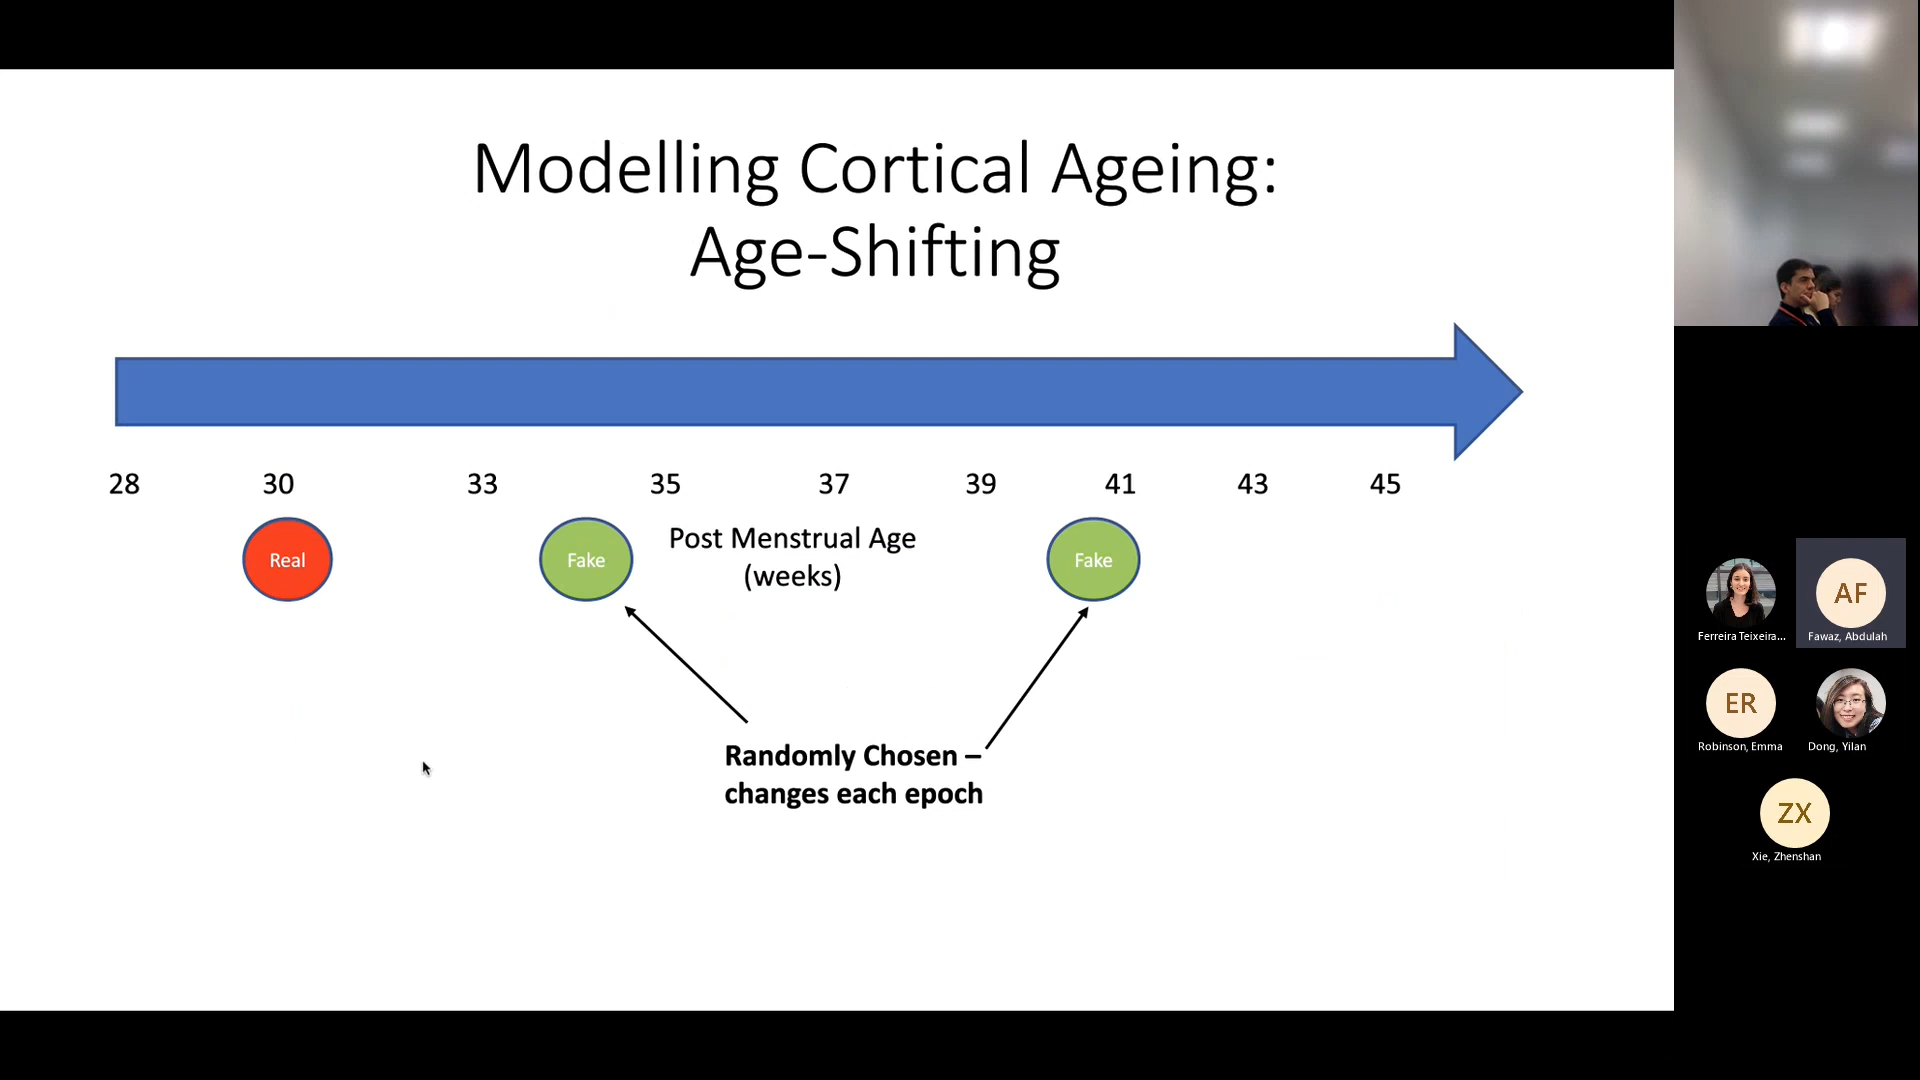 Modelling Cortical Ageing:
Age-Shifting
28 30 33 35 37 39 41 43 45
Real
Fake
Post Menstrual Age
(weeks)
Fake
Randomly Chosen –
changes each epoch
Ferreira Teixeira...
AF
Fawaz, Abdulah
ER
Robinson, Emma
Dong, Yilan
ZX
Xie, Zhenshan